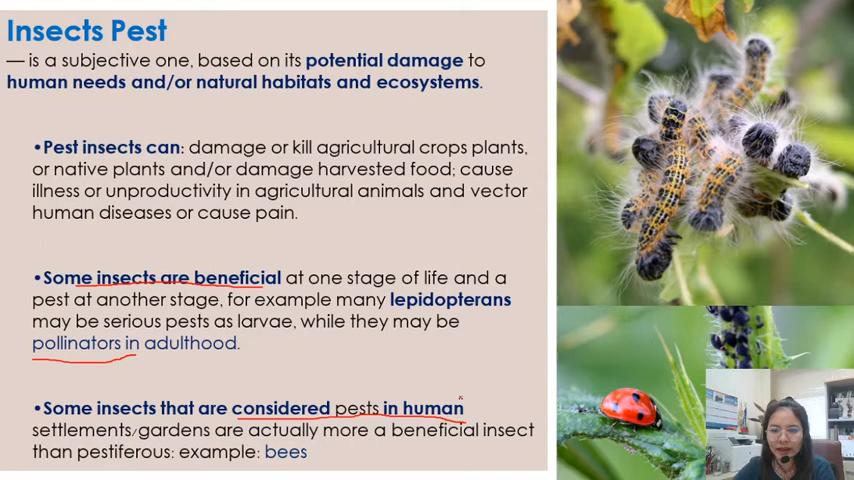 Insects Pest
— is a subjective one, based on its potential damage to
human needs and/or natural habitats and ecosystems.
•Pest insects can: damage or kill agricultural crops plants,
or native plants and/or damage harvested food; cause
illness or unproductivity in agricultural animals and vector
human diseases or cause pain.
•Some insects are beneficial at one stage of life and a
pest at another stage, for example many lepidopterans
may be serious pests as larvae, while they may be
pollinators in adulthood.
•Some insects that are considered pests in human
settlements/gardens are actually more a beneficial insect
than pestiferous: example: bees